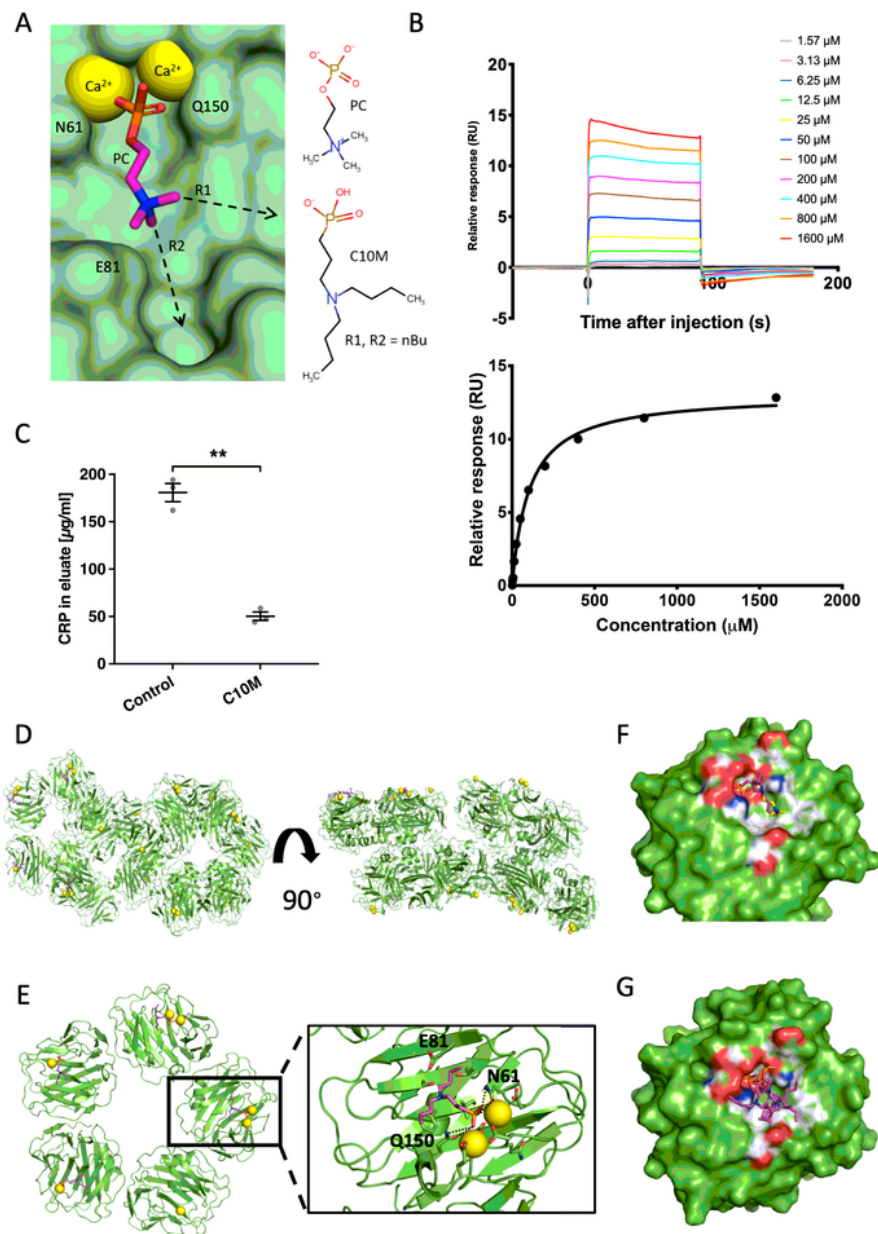 A
Ca²⁺
Ca²⁺
N61
Q150
PC
R1
R2
E81
O⁻
⁻O
P
O
O
PC
CH₃
N⁺
H₃C
CH₃
OH
⁻O
P
O
C10M
N
CH₃
H₃C
R1, R2 = nBu
B
1.57 μM
3.13 μM
6.25 μM
12.5 μM
25 μM
50 μM
100 μM
200 μM
400 μM
800 μM
1600 μM
Relative response (RU)
20
15
10
5
0
-5
0
100
200
Time after injection (s)
Relative response (RU)
15
10
5
0
0
500
1000
1500
2000
Concentration (μM)
C
CRP in eluate [μg/ml]
200
150
100
50
0
**
Control
C10M
D
90°
E
E81
N61
Q150
F
G